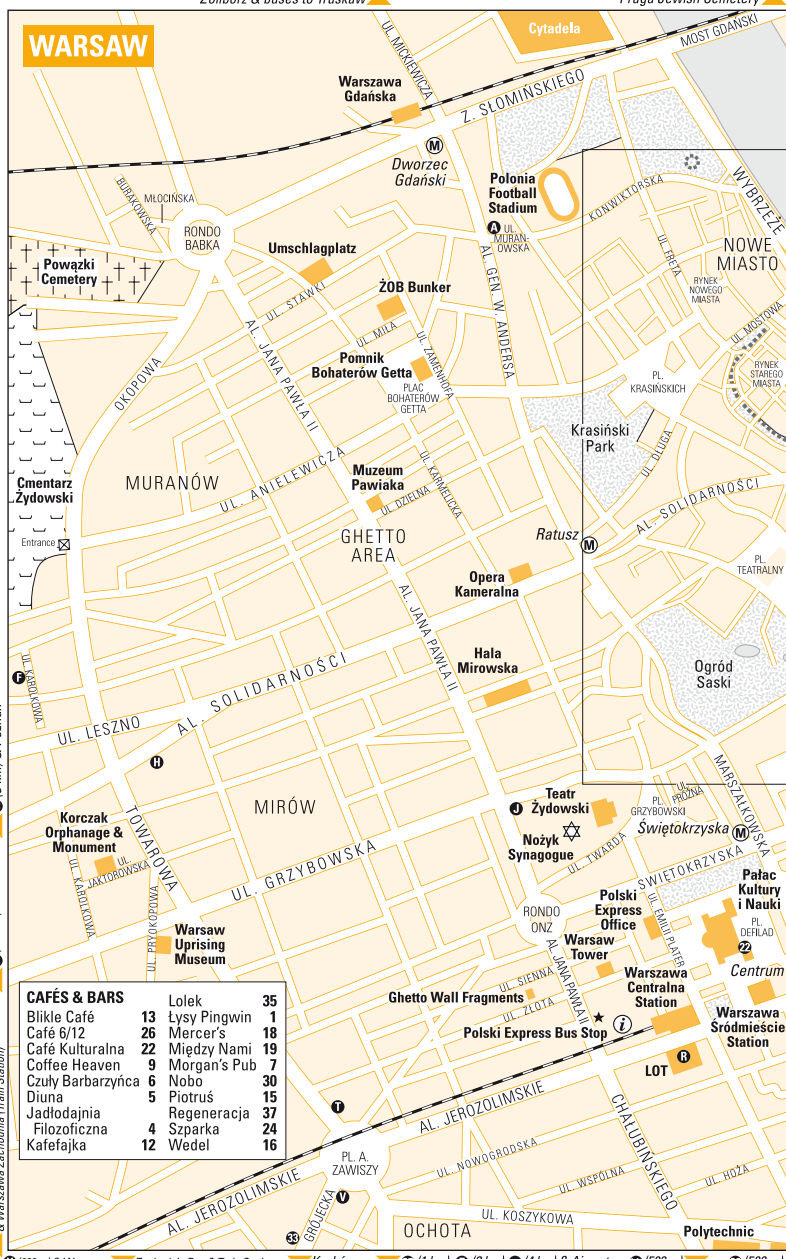 Praga Jewish Cemetery
WARSAW
Cytadela
MOST GDAŃSKI
UL. MICKIEWICZA
Warszawa
Gdańska
Z. SŁOMIŃSKIEGO
M
Dworzec
Gdański
Polonia
Football
Stadium
WYBRZEŻE
KONWIKTORSKA
BURAKOWSKA
MŁOCIŃSKA
RONDO
BABKA
A
UL.
MURAN-
OWSKA
UL. FRETA
NOWE
MIASTO
Powązki
Cemetery
Umschlagplatz
UL. STAWKI
ŻOB Bunker
AL. GEN. W. ANDERSA
RYNEK
NOWEGO
MIASTA
UL. MIŁA
UL. ZAMENHOFA
UL. MOSTOWA
AL. JANA PAWŁA II
Pomnik
Bohaterów Getta
PLAC
BOHATERÓW
GETTA
PL.
KRASIŃSKICH
RYNEK
STAREGO
MIASTA
OKOPOWA
Krasiński
Park
UL. DŁUGA
Cmentarz
Żydowski
MURANÓW
UL. ANIELEWICZA
Muzeum
Pawiaka
UL. DZIELNA
UL. KARMELICKA
AL. SOLIDARNOŚCI
Entrance
GHETTO
AREA
Ratusz
M
PL.
TEATRALNY
Opera
Kameralna
AL. JANA PAWŁA II
Hala
Mirowska
Ogród
Saski
F
UL. KAROLKOWA
UL. LESZNO
AL. SOLIDARNOŚCI
H
MARSZAŁKOWSKA
TOWAROWA
MIRÓW
J
Teatr
Żydowski
PL.
GRZYBOWSKI
UL.
PRÓŻNA
Korczak
Orphanage &
Monument
Nożyk
Synagogue
Świętokrzyska
M
UL.
JAKTOROWSKA
UL. KAROLKOWA
UL. GRZYBOWSKA
UL. TWARDA
ŚWIĘTOKRZYSKA
Pałac
Kultury
i Nauki
UL. PRYOKOPOWA
Warsaw
Uprising
Museum
RONDO
ONZ
Polski
Express
Office
UL. EMILII PLATER
PL.
DEFILAD
22
Warsaw
Tower
Centrum
AL. JANA PAWŁA II
UL. SIENNA
Ghetto Wall Fragments
UL. ZŁOTA
Warszawa
Centralna
Station
Polski Express Bus Stop
i
Warszawa
Śródmieście
Station
LOT
R
CAFÉS & BARS
Blikle Café 13
Café 6/12 26
Café Kulturalna 22
Coffee Heaven 9
Czuły Barbarzyńca 6
Diuna 5
Jadłodajnia
Filozoficzna 4
Kafefajka 12
Lolek 35
Łysy Pingwin 1
Mercer's 18
Między Nami 19
Morgan's Pub 7
Nobo 30
Piotruś 15
Regeneracja 37
Szparka 24
Wedel 16
T
AL. JEROZOLIMSKIE
CHAŁUBIŃSKIEGO
PL. A.
ZAWISZY
UL. NOWOGRODSKA
UL. WSPÓLNA
UL. HOŻA
V
AL. JEROZOLIMSKIE
33
GRÓJECKA
UL. KOSZYKOWA
OCHOTA
Polytechnic
& Warszawa Zachodnia (Train Station)